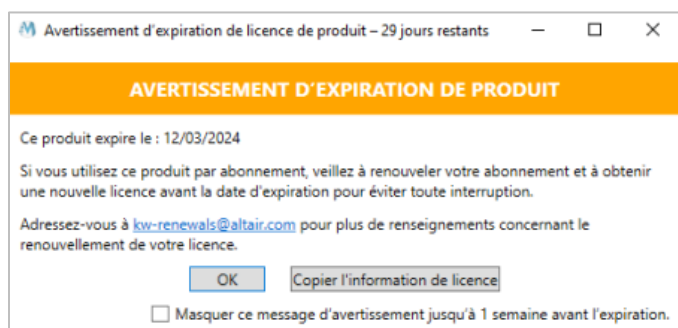 Avertissement d'expiration de licence de produit – 29 jours restants
AVERTISSEMENT D'EXPIRATION DE PRODUIT
Ce produit expire le : 12/03/2024
Si vous utilisez ce produit par abonnement, veillez à renouveler votre abonnement et à obtenir
une nouvelle licence avant la date d'expiration pour éviter toute interruption.
Adressez-vous à kw-renewals@altair.com pour plus de renseignements concernant le
renouvellement de votre licence.
OK
Copier l'information de licence
Masquer ce message d'avertissement jusqu'à 1 semaine avant l'expiration.